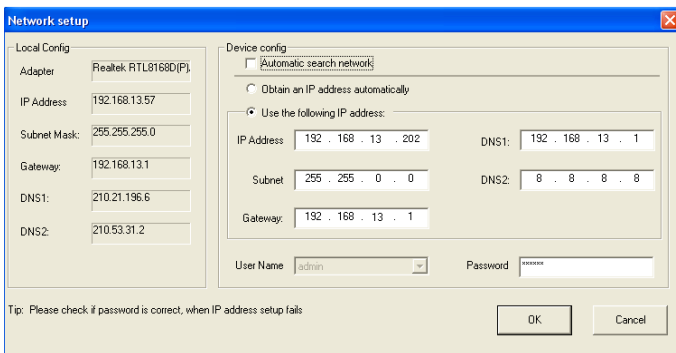 Network setup
Local Config
Adapter Realtek RTL8168D(P),
IP Address 192.168.13.57
Subnet Mask: 255.255.255.0
Gateway: 192.168.13.1
DNS1: 210.21.196.6
DNS2: 210.53.31.2
Device config
Automatic search network
Obtain an IP address automatically
Use the following IP address:
IP Address 192 . 168 . 13 . 202 DNS1: 192 . 168 . 13 . 1
Subnet 255 . 255 . 0 . 0 DNS2: 8 . 8 . 8 . 8
Gateway: 192 . 168 . 13 . 1
User Name admin Password ******
Tip: Please check if password is correct, when IP address setup fails
OK Cancel